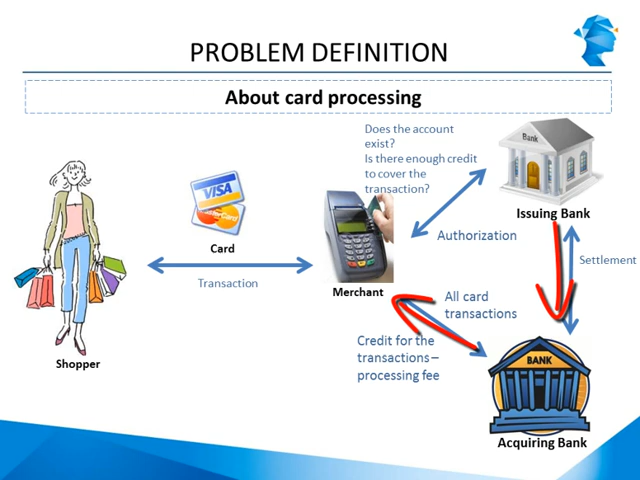 PROBLEM DEFINITION
About card processing
Does the account
exist?
Is there enough credit
to cover the
transaction?
Bank
VISA
MasterCard
Issuing Bank
Authorization
Card
Settlement
Transaction
Merchant
All card
transactions
Credit for the
transactions –
processing fee
BANK
Shopper
Acquiring Bank